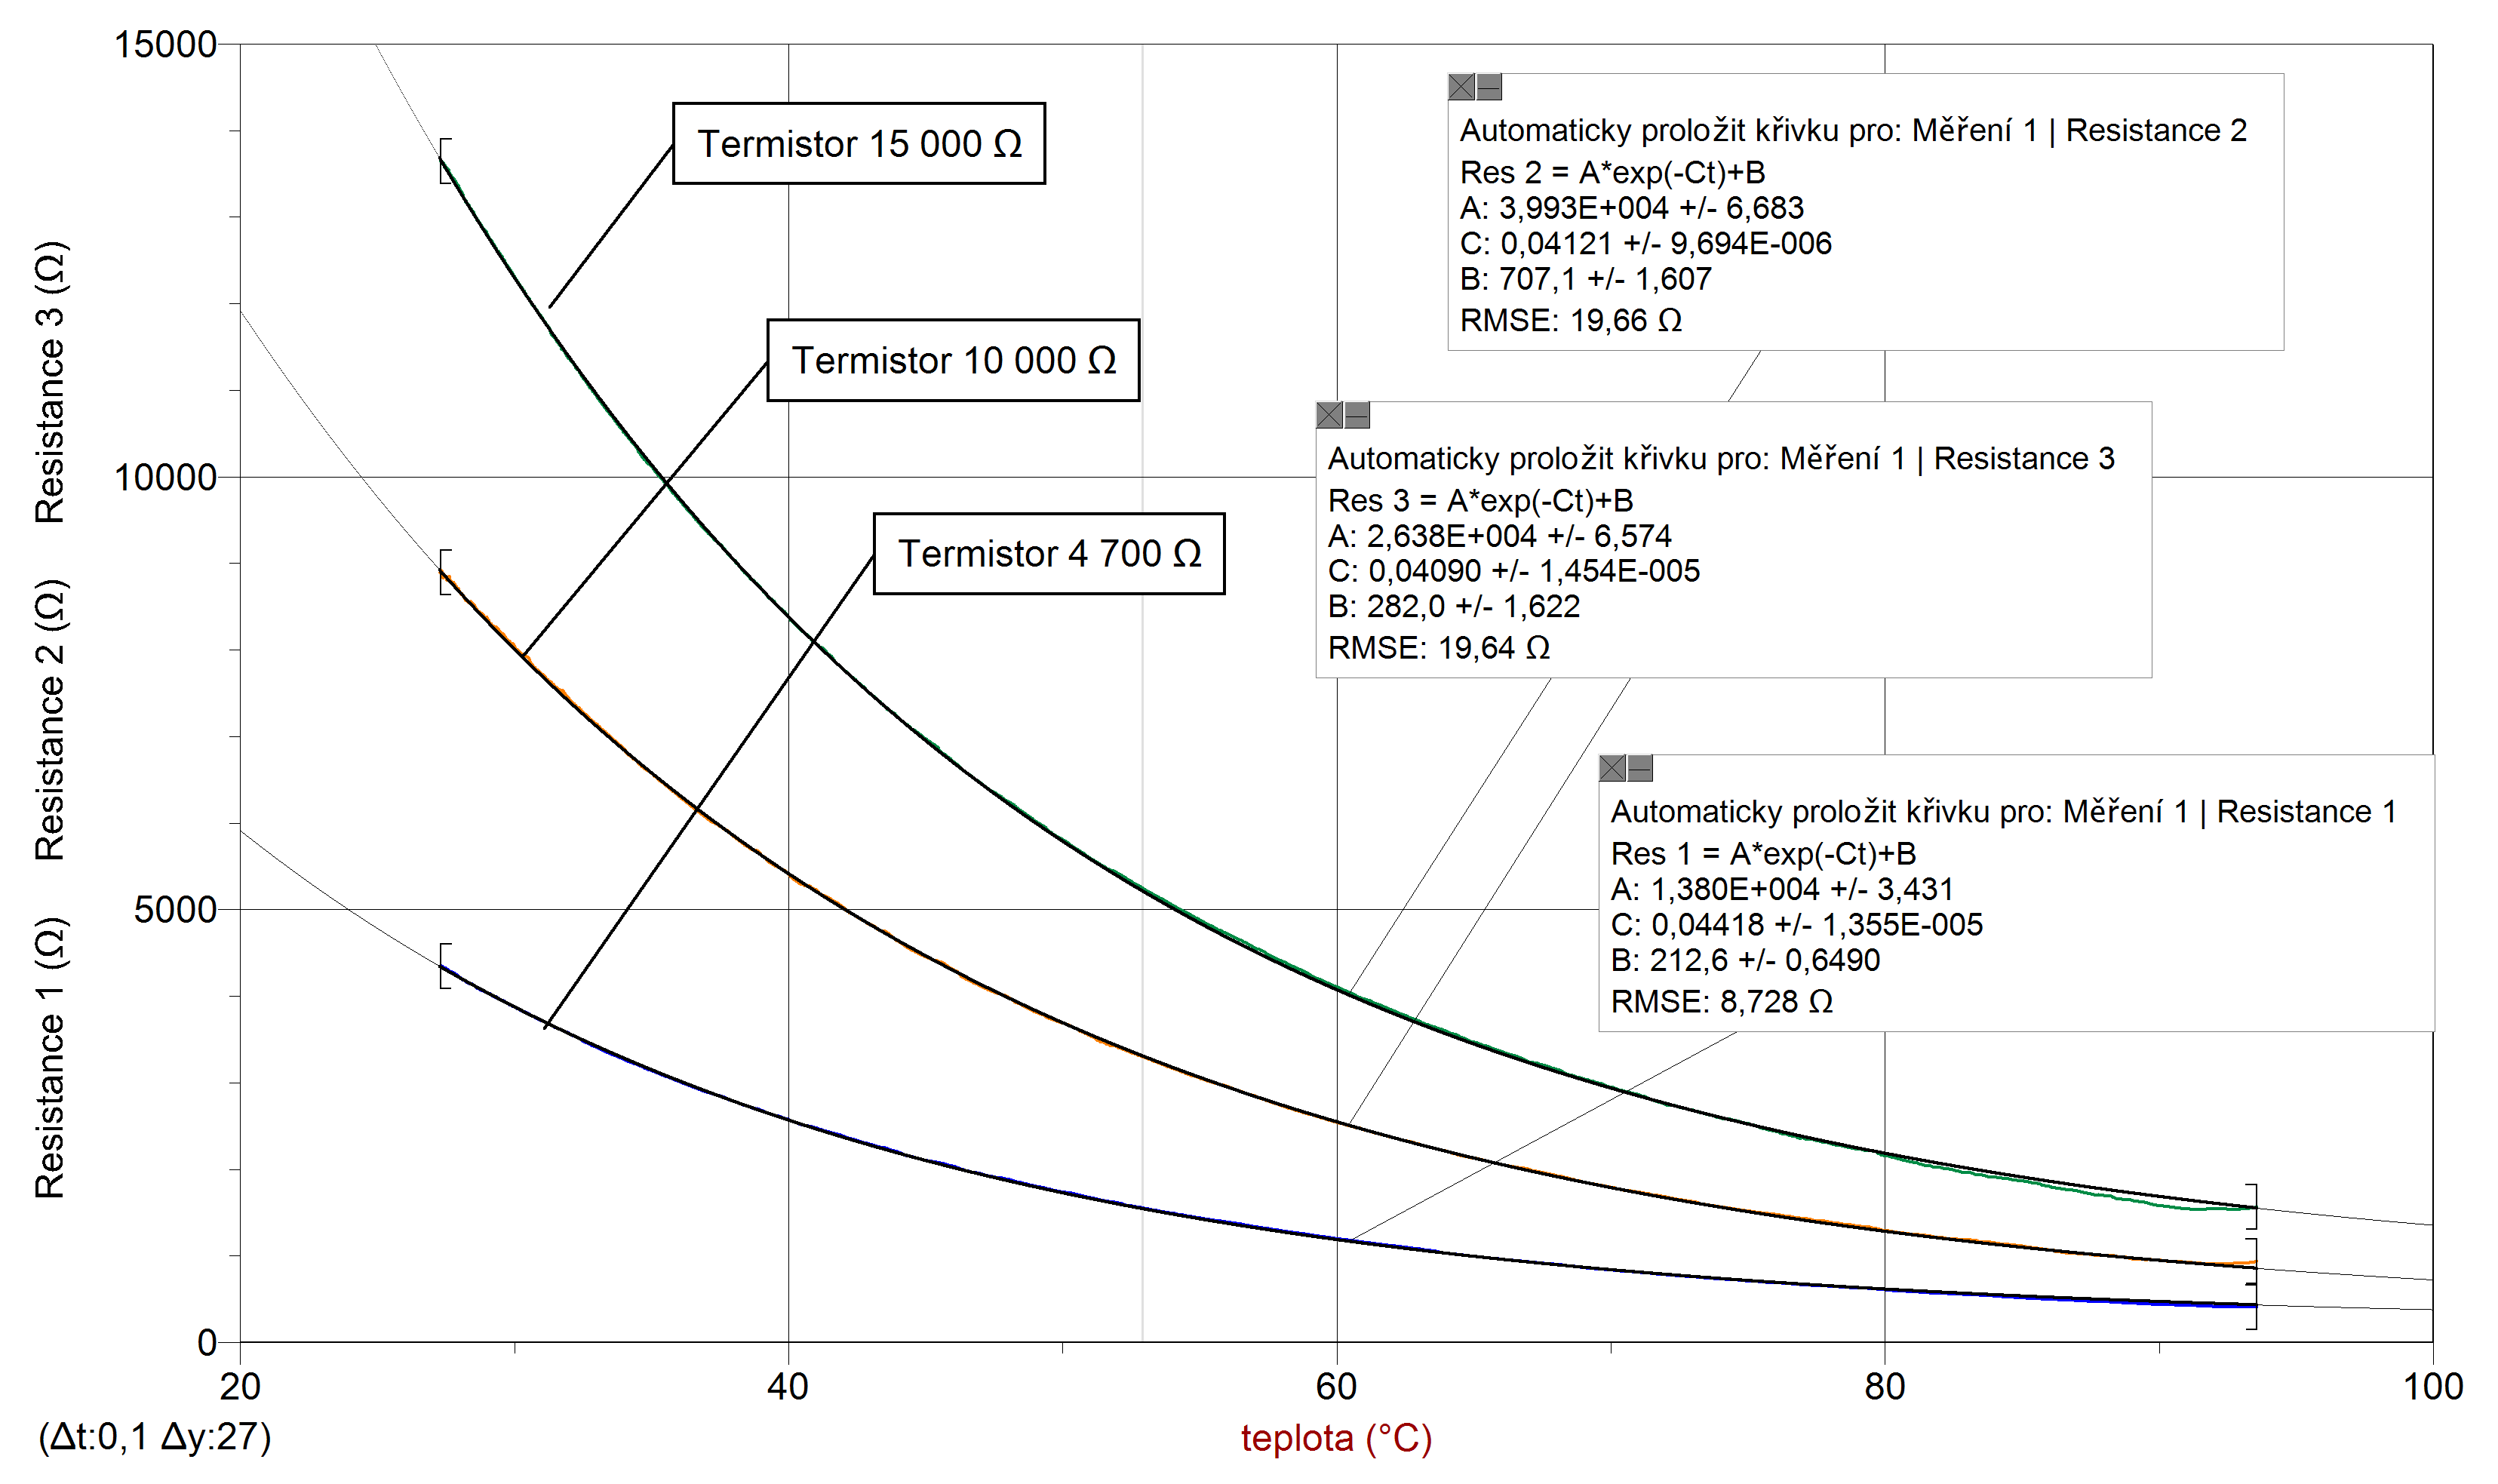 15000
10000
5000
0
Resistance 3 (Ω)
Resistance 2 (Ω)
Resistance 1 (Ω)
Termistor 15 000 Ω
Termistor 10 000 Ω
Termistor 4 700 Ω
Automaticky proložit křivku pro: Měření 1 | Resistance 2
Res 2 = A*exp(-Ct)+B
A: 3,993E+004 +/- 6,683
C: 0,04121 +/- 9,694E-006
B: 707,1 +/- 1,607
RMSE: 19,66 Ω
Automaticky proložit křivku pro: Měření 1 | Resistance 3
Res 3 = A*exp(-Ct)+B
A: 2,638E+004 +/- 6,574
C: 0,04090 +/- 1,454E-005
B: 282,0 +/- 1,622
RMSE: 19,64 Ω
Automaticky proložit křivku pro: Měření 1 | Resistance 1
Res 1 = A*exp(-Ct)+B
A: 1,380E+004 +/- 3,431
C: 0,04418 +/- 1,355E-005
B: 212,6 +/- 0,6490
RMSE: 8,728 Ω
20 40 60 80 100
(Δt:0,1 Δy:27)
teplota (°C)